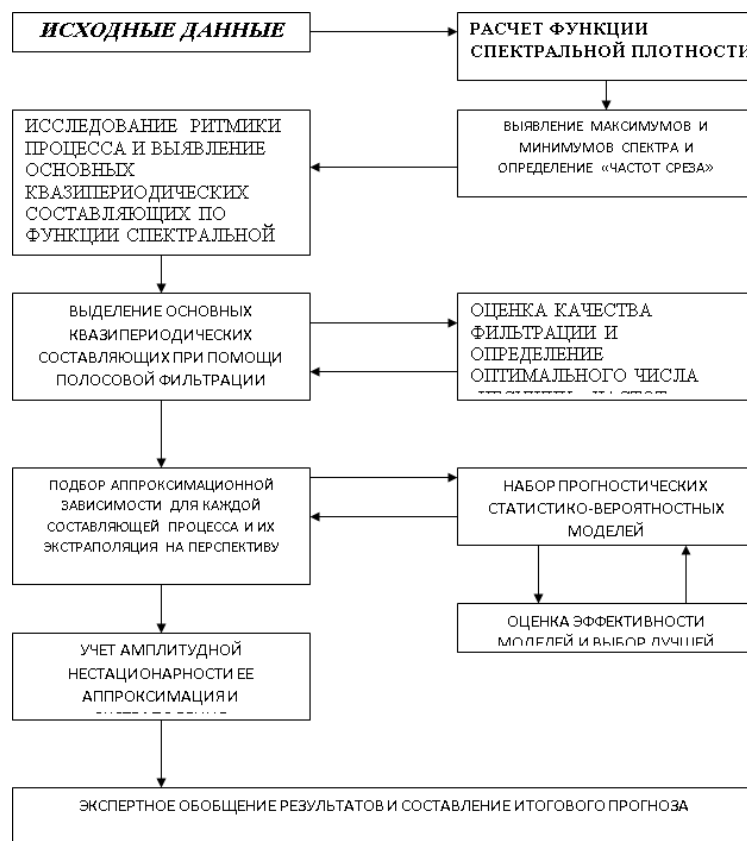 ИСХОДНЫЕ ДАННЫЕ
РАСЧЕТ ФУНКЦИИ
СПЕКТРАЛЬНОЙ ПЛОТНОСТИ
ВЫЯВЛЕНИЕ МАКСИМУМОВ И
МИНИМУМОВ СПЕКТРА И
ОПРЕДЕЛЕНИЕ «ЧАСТОТ СРЕЗА»
ИССЛЕДОВАНИЕ РИТМИКИ
ПРОЦЕССА И ВЫЯВЛЕНИЕ
ОСНОВНЫХ
КВАЗИПЕРИОДИЧЕСКИХ
СОСТАВЛЯЮЩИХ ПО
ФУНКЦИИ СПЕКТРАЛЬНОЙ
ВЫДЕЛЕНИЕ ОСНОВНЫХ
КВАЗИПЕРИОДИЧЕСКИХ
СОСТАВЛЯЮЩИХ ПРИ ПОМОЩИ
ПОЛОСОВОЙ ФИЛЬТРАЦИИ
ОЦЕНКА КАЧЕСТВА
ФИЛЬТРАЦИИ И
ОПРЕДЕЛЕНИЕ
ОПТИМАЛЬНОГО ЧИСЛА
ПОДБОР АППРОКСИМАЦИОННОЙ
ЗАВИСИМОСТИ ДЛЯ КАЖДОЙ
СОСТАВЛЯЮЩЕЙ ПРОЦЕССА И ИХ
ЭКСТРАПОЛЯЦИЯ НА ПЕРСПЕКТИВУ
НАБОР ПРОГНОСТИЧЕСКИХ
СТАТИСТИКО-ВЕРОЯТНОСТНЫХ
МОДЕЛЕЙ
ОЦЕНКА ЭФФЕКТИВНОСТИ
МОДЕЛЕЙ И ВЫБОР ЛУЧШЕЙ
УЧЕТ АМПЛИТУДНОЙ
НЕСТАЦИОНАРНОСТИ ЕЕ
АППРОКСИМАЦИЯ И
ЭКСПЕРТНОЕ ОБОБЩЕНИЕ РЕЗУЛЬТАТОВ И СОСТАВЛЕНИЕ ИТОГОВОГО ПРОГНОЗА